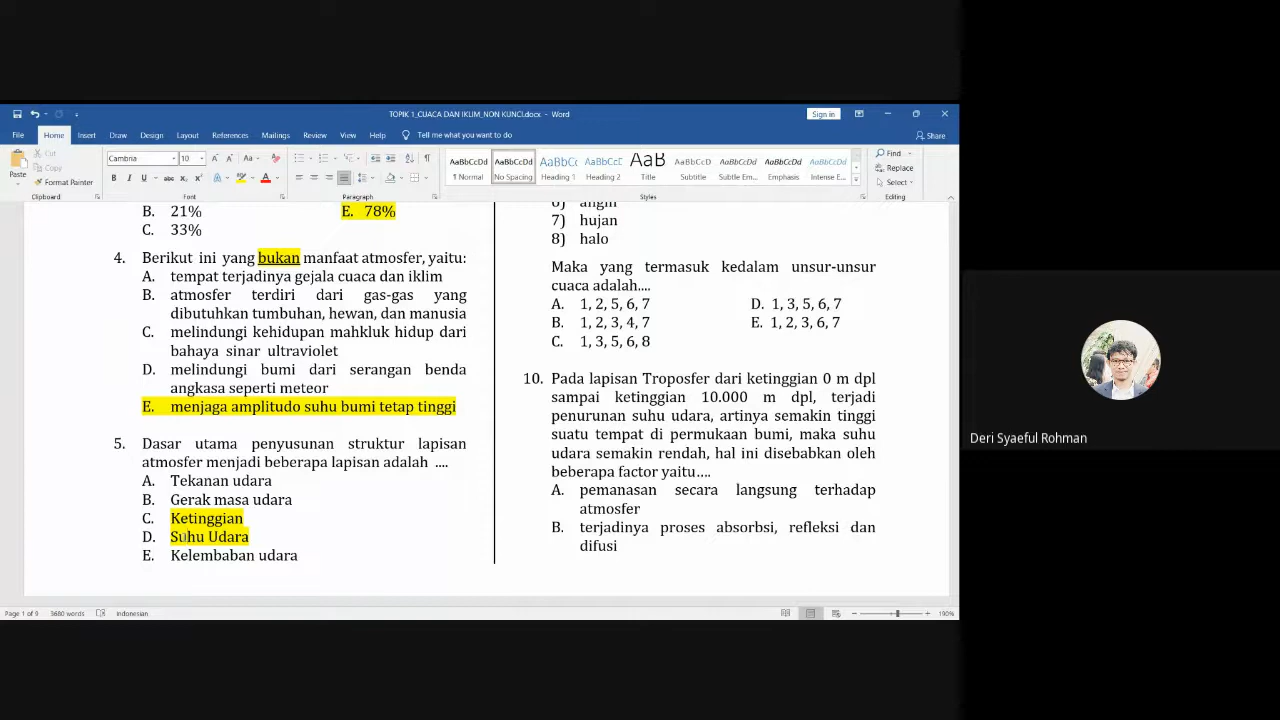 TOPIK 1_CUACA DAN IKLIM_NON KUNCI.docx - Word
Sign in
File Home Insert Draw Design Layout References Mailings Review View Help Tell me what you want to do
Share
Paste
Cut
Copy
Format Painter
Clipboard
Cambria 10
Font
Paragraph
AaBbCcDd AaBbCcDd AaBbCc AaBbCcE AaB AaBbCcDd AaBbCcDd AaBbCcDd AaBbCcDd
1 Normal No Spacing Heading 1 Heading 2 Title Subtitle Subtle Em... Emphasis Intense E...
Styles
Find
Replace
Select
Editing
B. 21% E. 78%
C. 33%
4. Berikut ini yang bukan manfaat atmosfer, yaitu:
A. tempat terjadinya gejala cuaca dan iklim
B. atmosfer terdiri dari gas-gas yang
dibutuhkan tumbuhan, hewan, dan manusia
C. melindungi kehidupan mahkluk hidup dari
bahaya sinar ultraviolet
D. melindungi bumi dari serangan benda
angkasa seperti meteor
E. menjaga amplitudo suhu bumi tetap tinggi
5. Dasar utama penyusunan struktur lapisan
atmosfer menjadi beberapa lapisan adalah ....
A. Tekanan udara
B. Gerak masa udara
C. Ketinggian
D. Suhu Udara
E. Kelembaban udara
6) angin
7) hujan
8) halo
Maka yang termasuk kedalam unsur-unsur
cuaca adalah....
A. 1, 2, 5, 6, 7 D. 1, 3, 5, 6, 7
B. 1, 2, 3, 4, 7 E. 1, 2, 3, 6, 7
C. 1, 3, 5, 6, 8
10. Pada lapisan Troposfer dari ketinggian 0 m dpl
sampai ketinggian 10.000 m dpl, terjadi
penurunan suhu udara, artinya semakin tinggi
suatu tempat di permukaan bumi, maka suhu
udara semakin rendah, hal ini disebabkan oleh
beberapa factor yaitu....
A. pemanasan secara langsung terhadap
atmosfer
B. terjadinya proses absorbsi, refleksi dan
difusi
Page 1 of 9 3680 words Indonesian
190%
Deri Syaeful Rohman